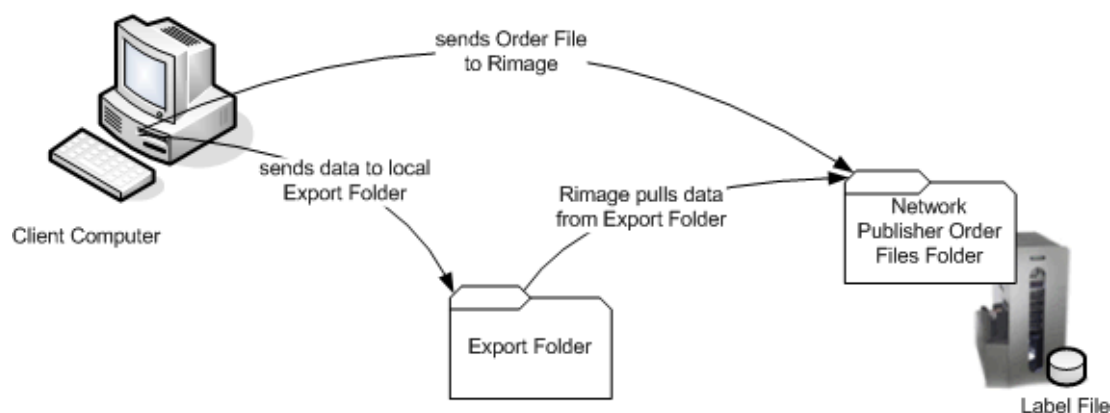 sends Order File
to Rimage
sends data to local
Export Folder
Rimage pulls data
from Export Folder
Network
Publisher Order
Files Folder
Client Computer
Export Folder
Label File